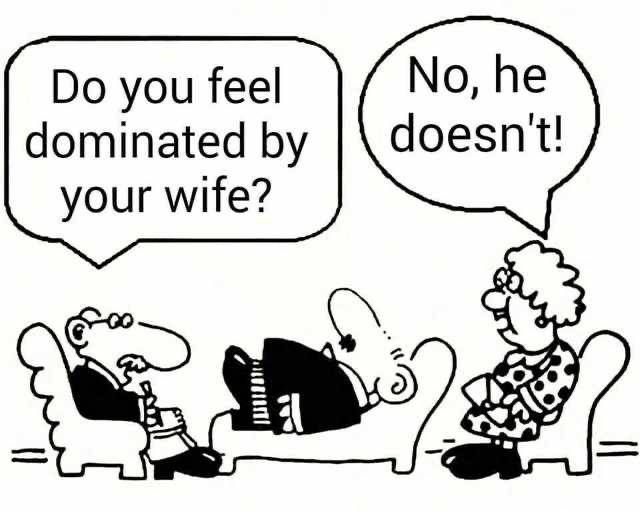 Do you feel
dominated by
your wife?
No, he
doesn't!